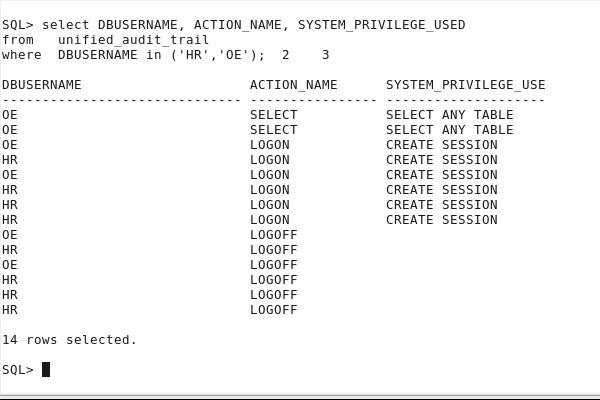 SQL> select DBUSERNAME, ACTION_NAME, SYSTEM_PRIVILEGE_USED
from   unified_audit_trail
where  DBUSERNAME in ('HR','OE');  2    3
DBUSERNAME                     ACTION_NAME      SYSTEM_PRIVILEGE_USE
------------------------------ ---------------- --------------------
OE                             SELECT           SELECT ANY TABLE
OE                             SELECT           SELECT ANY TABLE
OE                             LOGON            CREATE SESSION
HR                             LOGON            CREATE SESSION
OE                             LOGON            CREATE SESSION
HR                             LOGON            CREATE SESSION
HR                             LOGON            CREATE SESSION
HR                             LOGON            CREATE SESSION
OE                             LOGOFF
HR                             LOGOFF
OE                             LOGOFF
HR                             LOGOFF
HR                             LOGOFF
HR                             LOGOFF
14 rows selected.
SQL>